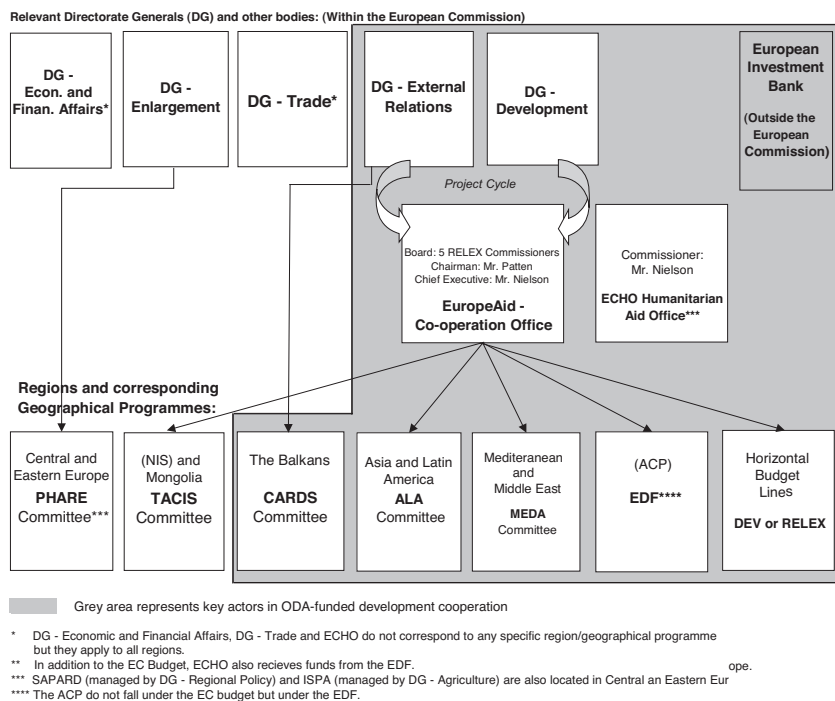 Relevant Directorate Generals (DG) and other bodies: (Within the European Commission)
DG -
Econ. and
Finan. Affairs*
DG -
Enlargement
DG - Trade*
DG - External
Relations
DG -
Development
European
Investment
Bank
(Outside the
European
Commission)
Project Cycle
Board: 5 RELEX Commissioners
Chairman: Mr. Patten
Chief Executive: Mr. Nielson
EuropeAid -
Co-operation Office
Commissioner:
Mr. Nielson
ECHO Humanitarian
Aid Office***
Regions and corresponding
Geographical Programmes:
Central and
Eastern Europe
PHARE
Committee***
(NIS) and
Mongolia
TACIS
Committee
The Balkans
CARDS
Committee
Asia and Latin
America
ALA
Committee
Mediteranean
and
Middle East
MEDA
Committee
(ACP)
EDF****
Horizontal
Budget
Lines
DEV or RELEX
Grey area represents key actors in ODA-funded development cooperation
* DG - Economic and Financial Affairs, DG - Trade and ECHO do not correspond to any specific region/geographical programme
but they apply to all regions.
** In addition to the EC Budget, ECHO also recieves funds from the EDF.
*** SAPARD (managed by DG - Regional Policy) and ISPA (managed by DG - Agriculture) are also located in Central an Eastern Eur ope.
**** The ACP do not fall under the EC budget but under the EDF.